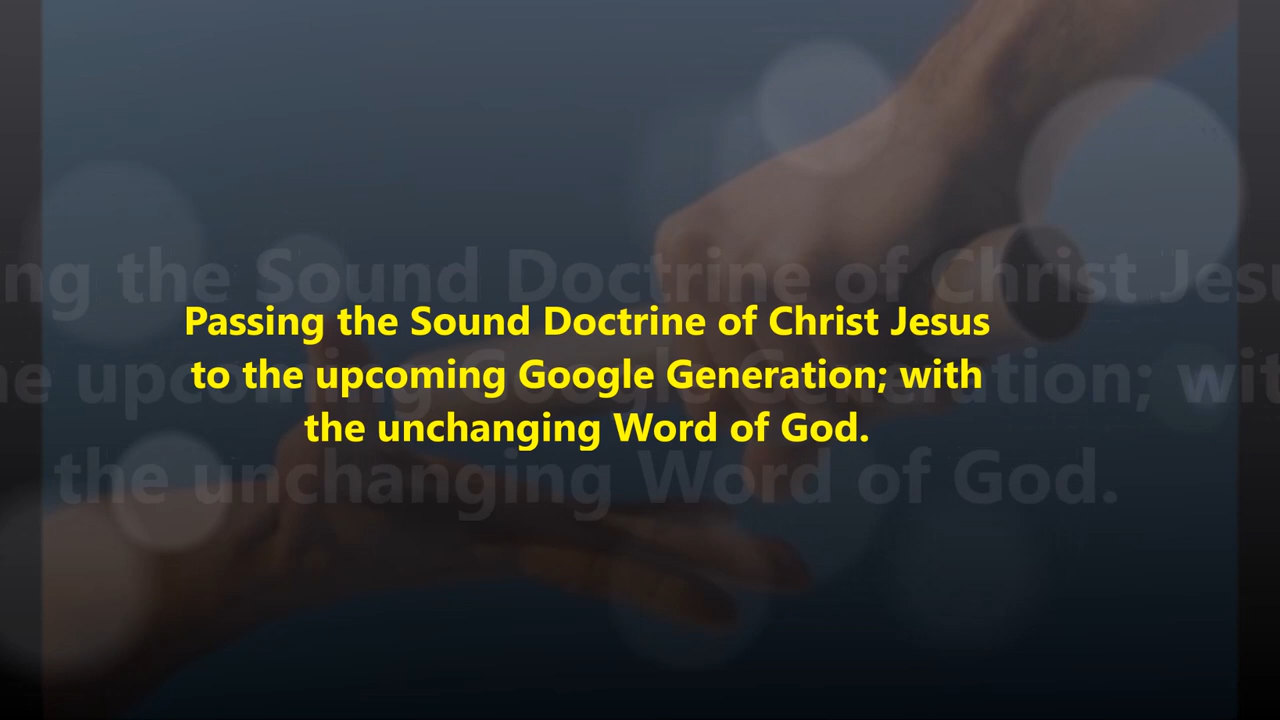 Passing the Sound Doctrine of Christ Jesus
to the upcoming Google Generation; with
the unchanging Word of God.